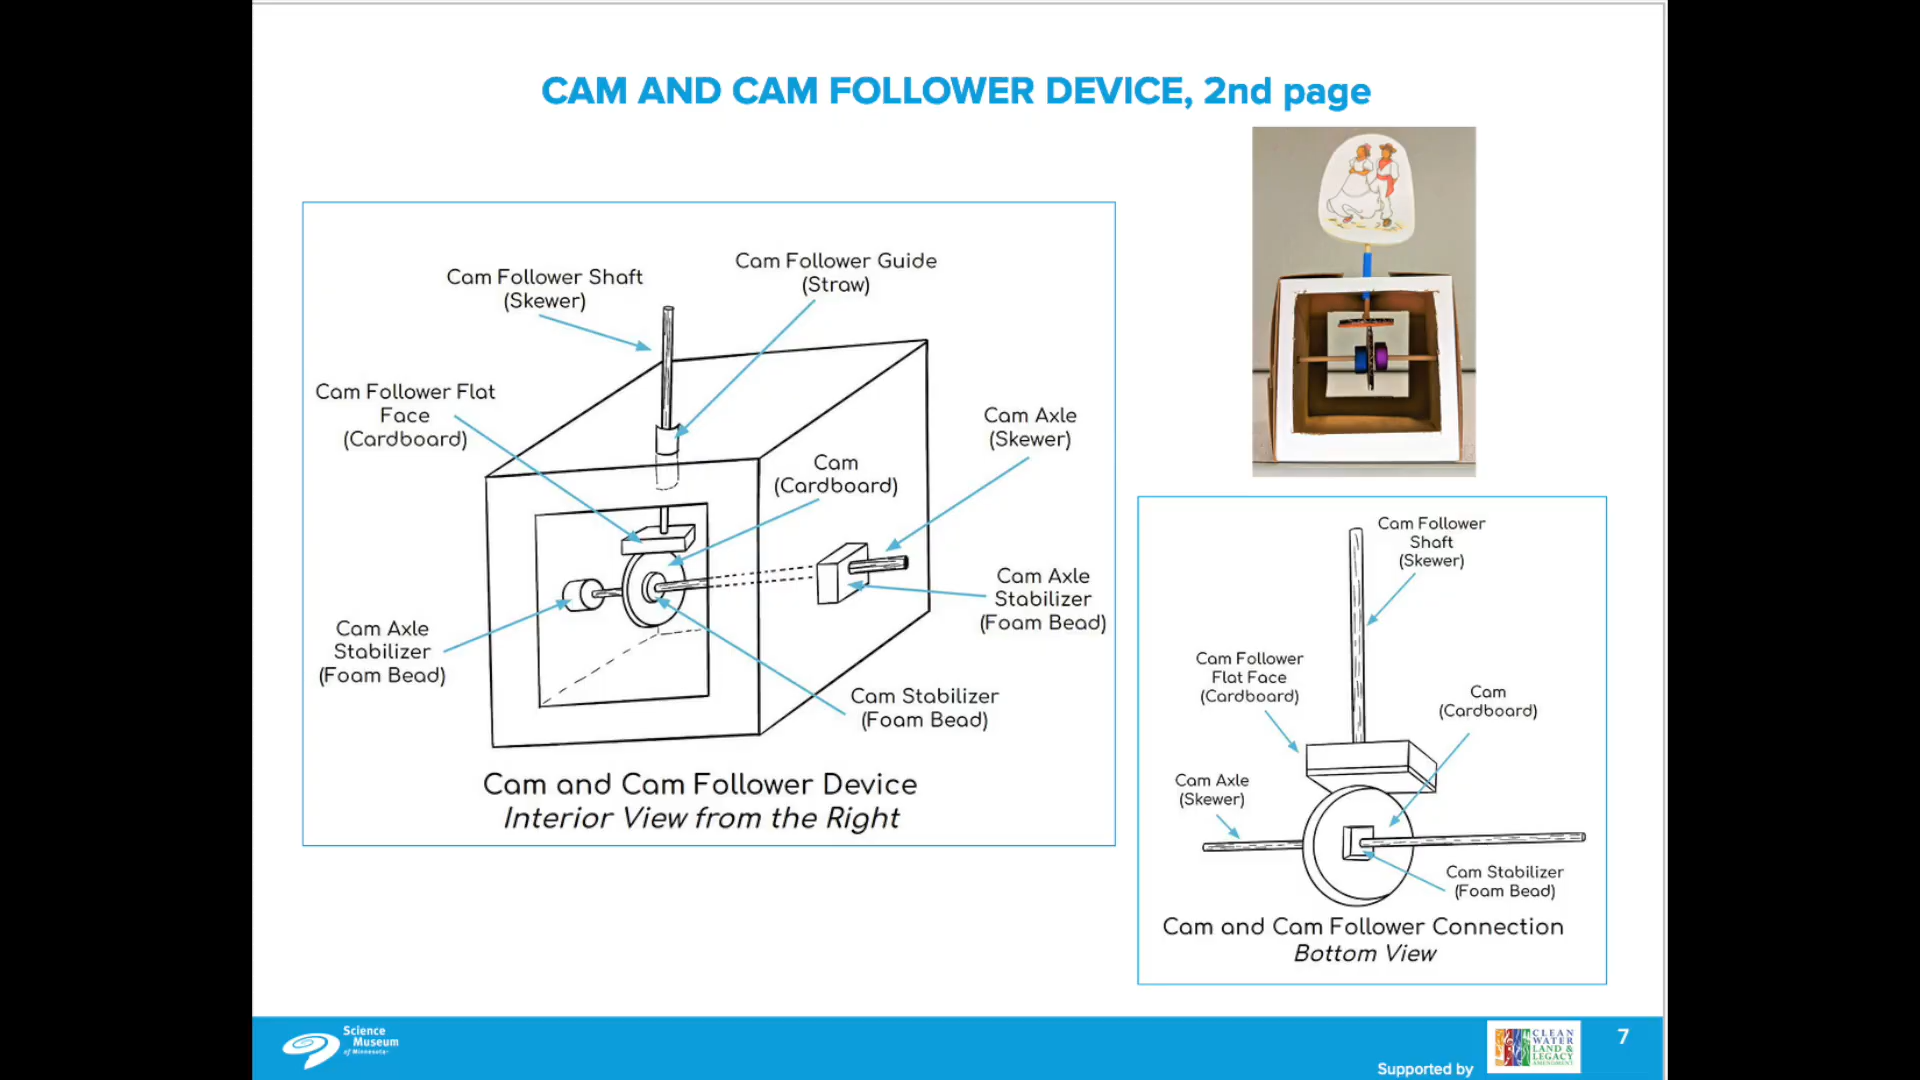 CAM AND CAM FOLLOWER DEVICE, 2nd page
Cam Follower Shaft
(Skewer)
Cam Follower Guide
(Straw)
Cam Follower Flat
Face
(Cardboard)
Cam Axle
(Skewer)
Cam
(Cardboard)
Cam Axle
Stabilizer
(Foam Bead)
Cam Axle
Stabilizer
(Foam Bead)
Cam Stabilizer
(Foam Bead)
Cam and Cam Follower Device
Interior View from the Right
Cam Follower
Shaft
(Skewer)
Cam Follower
Flat Face
(Cardboard)
Cam
(Cardboard)
Cam Axle
(Skewer)
Cam Stabilizer
(Foam Bead)
Cam and Cam Follower Connection
Bottom View
Science
Museum
of Minnesota
Supported by
CLEAN
WATER
LAND &
LEGACY
AMENDMENT
7